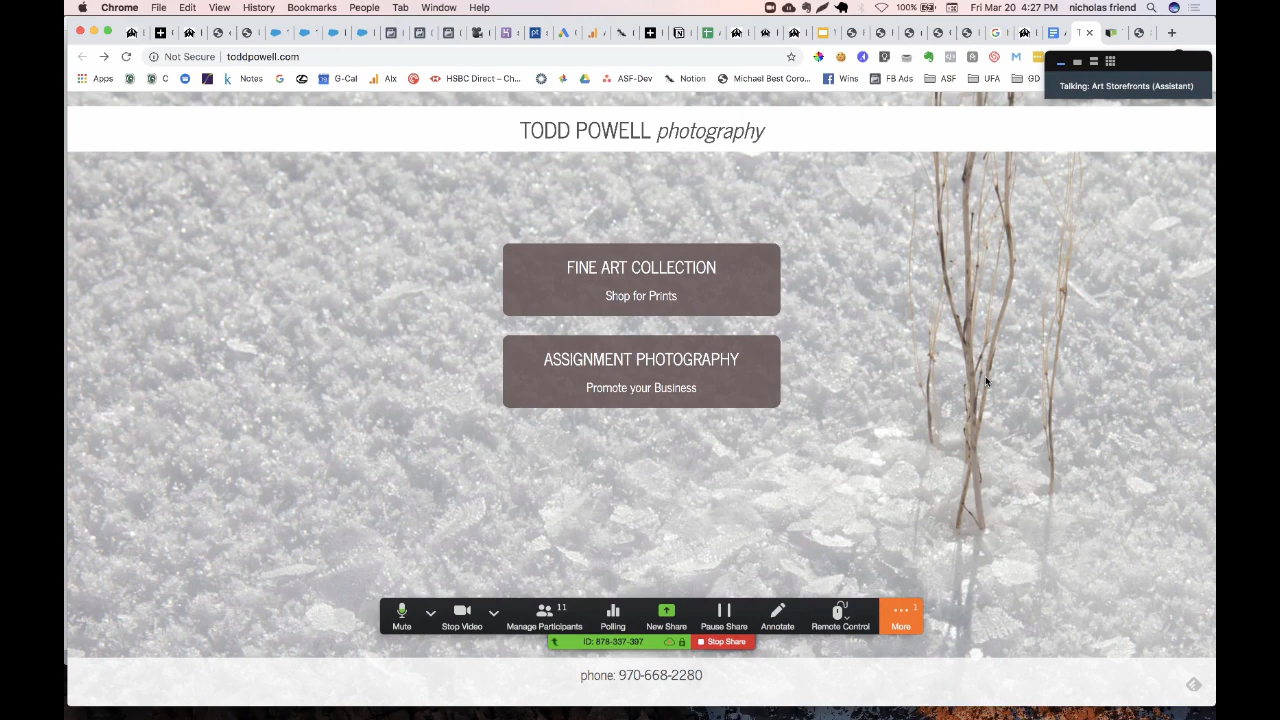 Chrome File Edit View History Bookmarks People Tab Window Help 100% Fri Mar 20 4:27 PM nicholas friend
Not Secure toddpowell.com
Apps G C Notes G-Cal Alc HSBC Direct – Ch... ASF-Dev Notion Michael Best Coro... Wins FB Ads ASF UFA GD
Talking: Art Storefronts (Assistant)
TODD POWELL photography
FINE ART COLLECTION
Shop for Prints
ASSIGNMENT PHOTOGRAPHY
Promote your Business
11
1
Mute Stop Video Manage Participants Polling New Share Pause Share Annotate Remote Control More
ID: 878-337-397 Stop Share
phone: 970-668-2280